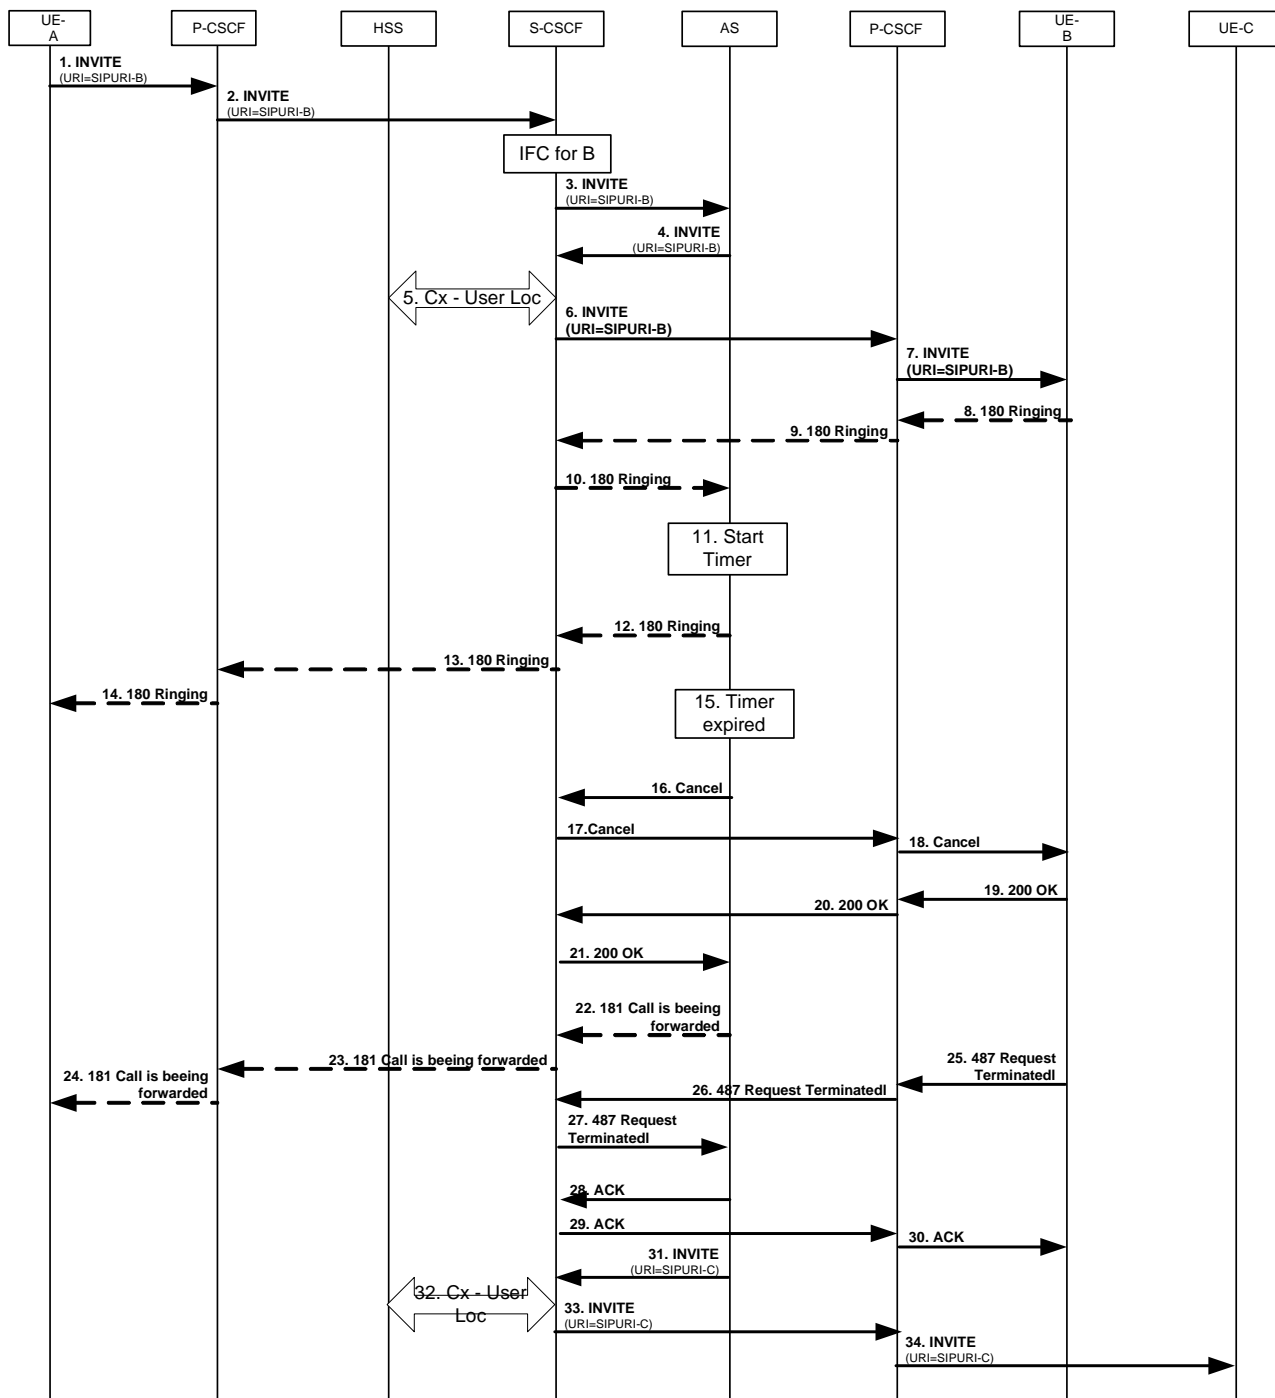 UE-
A
P-CSCF
HSS
S-CSCF
AS
P-CSCF
UE-
B
UE-C
1. INVITE
(URI=SIPURI-B)
2. INVITE
(URI=SIPURI-B)
IFC for B
3. INVITE
(URI=SIPURI-B)
4. INVITE
(URI=SIPURI-B)
5. Cx - User Loc
6. INVITE
(URI=SIPURI-B)
7. INVITE
(URI=SIPURI-B)
8. 180 Ringing
9. 180 Ringing
10. 180 Ringing
11. Start
Timer
12. 180 Ringing
13. 180 Ringing
14. 180 Ringing
15. Timer
expired
16. Cancel
17.Cancel
18. Cancel
19. 200 OK
20. 200 OK
21. 200 OK
22. 181 Call is beeing
forwarded
23. 181 Call is beeing forwarded
24. 181 Call is beeing
forwarded
25. 487 Request
Terminatedl
26. 487 Request Terminatedl
27. 487 Request
Terminatedl
28. ACK
29. ACK
30. ACK
31. INVITE
(URI=SIPURI-C)
32. Cx - User
Loc
33. INVITE
(URI=SIPURI-C)
34. INVITE
(URI=SIPURI-C)